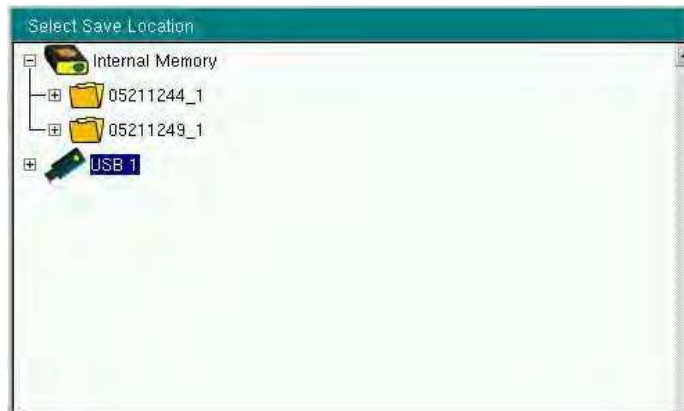 Select Save Location
Internal Memory
05211244_1
05211249_1
USB 1